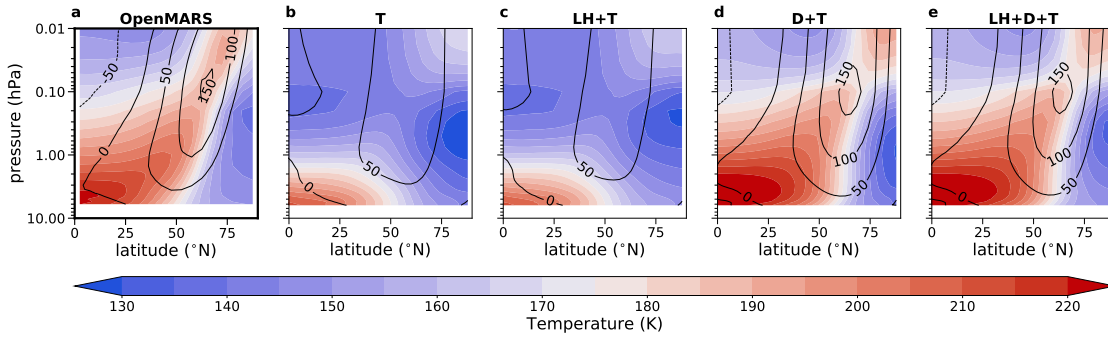 a OpenMARS
b T
c LH+T
d D+T
e LH+D+T
pressure (hPa)
0.01
0.10
1.00
10.00
-50
0
50
100
150
0
50
0
50
0
50
100
150
0
50
100
150
0 25 50 75
0 25 50 75
0 25 50 75
0 25 50 75
0 25 50 75
latitude (°N)
latitude (°N)
latitude (°N)
latitude (°N)
latitude (°N)
130 140 150 160 170 180 190 200 210 220
Temperature (K)